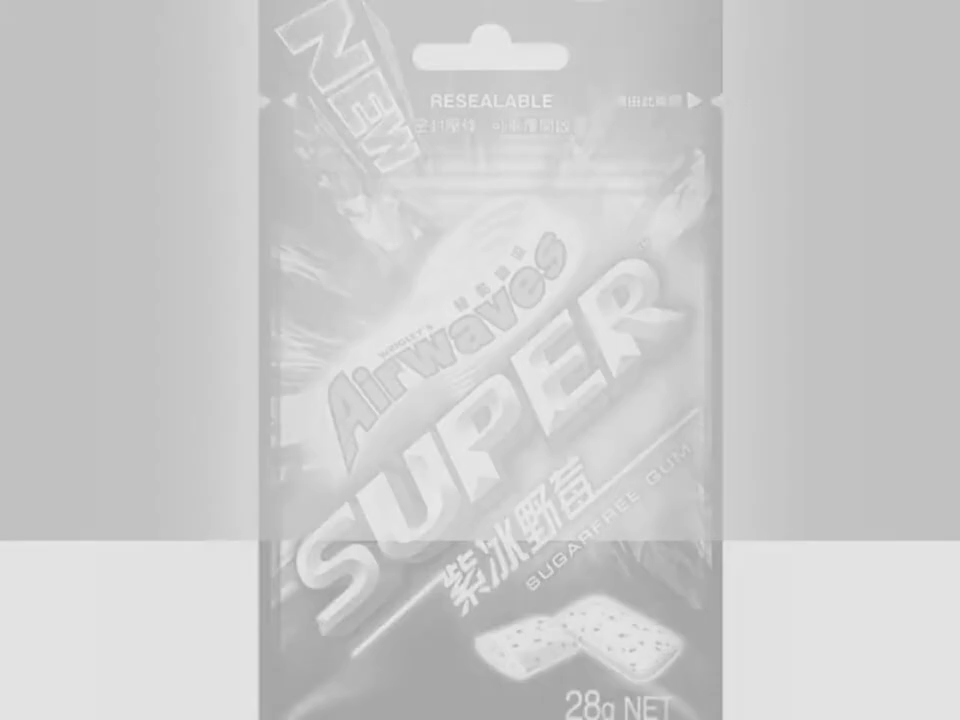 NEW
RESEALABLE
WRIGLEY'S
Airwaves
SUPER
紫冰野莓
SUGARFREE GUM
28g NET